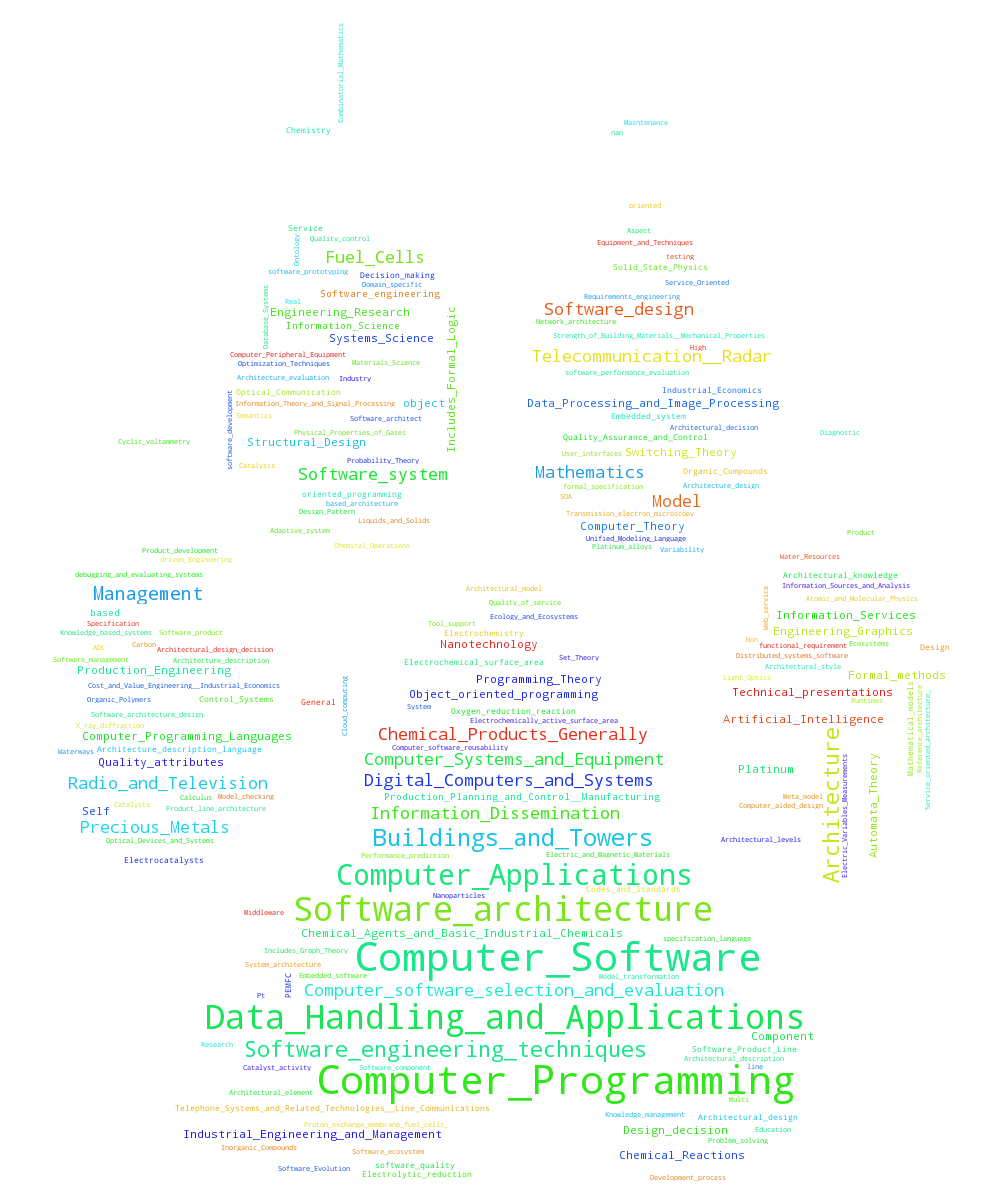 Combinatorial_Mathematics
Chemistry
Maintenance
nan
oriented
Service
Aspect
Quality_control
Equipment_and_Techniques
Ontology
Fuel_Cells
testing
Solid_State_Physics
software_prototyping
Decision_making
Domain_specific
Service_Oriented
Software_engineering
Requirements_engineering
Real
Database_Systems
Engineering_Research
Software_design
Information_Science
Network_architecture
Includes_Formal_Logic
Systems_Science
Strength_of_Building_Materials__Mechanical_Properties
High
Computer_Peripheral_Equipment
Telecommunication__Radar
Optimization_Techniques
Materials_Science
software_performance_evaluation
Architecture_evaluation
Industry
Optical_Communication
Industrial_Economics
Information_Theory_and_Signal_Processing
object
Data_Processing_and_Image_Processing
Semantics
Software_architect
Embedded_system
software_development
Architectural_decision
Physical_Properties_of_Gases
Diagnostic
Cyclic_voltammetry
Structural_Design
Quality_Assurance_and_Control
User_interfaces
Switching_Theory
Probability_Theory
Catalysis
Software_system
Mathematics
Organic_Compounds
formal_specification
Architecture_design
oriented_programming
SOA
Model
based_architecture
Design_Pattern
Transmission_electron_microscopy
Liquids_and_Solids
Computer_Theory
Adaptive_system
Product
Unified_Modeling_Language
Chemical_Operations
Platinum_alloys
Variability
Product_development
driven_Engineering
Water_Resources
debugging_and_evaluating_systems
Architectural_knowledge
Management
Architectural_model
Information_Sources_and_Analysis
Quality_of_service
Web_service
Atomic_and_Molecular_Physics
based
Ecology_and_Ecosystems
Information_Services
Specification
Tool_support
Knowledge_based_systems
Software_product
Electrochemistry
Engineering_Graphics
Non
ADL
Carbon
Architectural_design_decision
Nanotechnology
functional_requirement
Ecosystems
Design
Software_management
Architecture_description
Electrochemical_surface_area
Set_Theory
Distributed_systems_software
Architectural_style
Production_Engineering
Programming_Theory
Light_Optics
Formal_methods
Cost_and_Value_Engineering__Industrial_Economics
Object_oriented_programming
Technical_presentations
Organic_Polymers
Control_Systems
General
Cloud_computing
System
Runtimes
Software_architecture_design
Oxygen_reduction_reaction
Electrochemically_active_surface_area
Artificial_Intelligence
Mathematical_models
Reference_architecture
Service_oriented_architecture_
X_ray_diffraction
Computer_Programming_Languages
Chemical_Products_Generally
Waterways
Architecture_description_language
Computer_software_reusability
Quality_attributes
Computer_Systems_and_Equipment
Platinum
Radio_and_Television
Digital_Computers_and_Systems
Architecture
Electric_Variables_Measurements
Automata_Theory
Calculus
Model_checking
Production_Planning_and_Control__Manufacturing
Meta_model
Catalysts
Product_line_architecture
Computer_aided_design
Self
Information_Dissemination
Precious_Metals
Optical_Devices_and_Systems
Buildings_and_Towers
Architectural_levels
Electrocatalysts
Performance_prediction
Electric_and_Magnetic_Materials
Computer_Applications
Codes_and_Standards
Nanoparticles
Middleware
Software_architecture
Chemical_Agents_and_Basic_Industrial_Chemicals
specification_language
Includes_Graph_Theory
Computer_Software
System_architecture
Embedded_software
Model_transformation
PEMFC
Pt
Computer_software_selection_and_evaluation
Data_Handling_and_Applications
Component
Research
Software_engineering_techniques
Software_Product_Line
Architectural_description
Catalyst_activity
Software_component
line
Computer_Programming
Architectural_element
Multi
Telephone_Systems_and_Related_Technologies__Line_Communications
Knowledge_management
Architectural_design
Proton_exchange_membrane_fuel_cells_
Industrial_Engineering_and_Management
Design_decision
Education
Problem_solving
Inorganic_Compounds
Software_ecosystem
Chemical_Reactions
Software_Evolution
software_quality
Electrolytic_reduction
Development_process